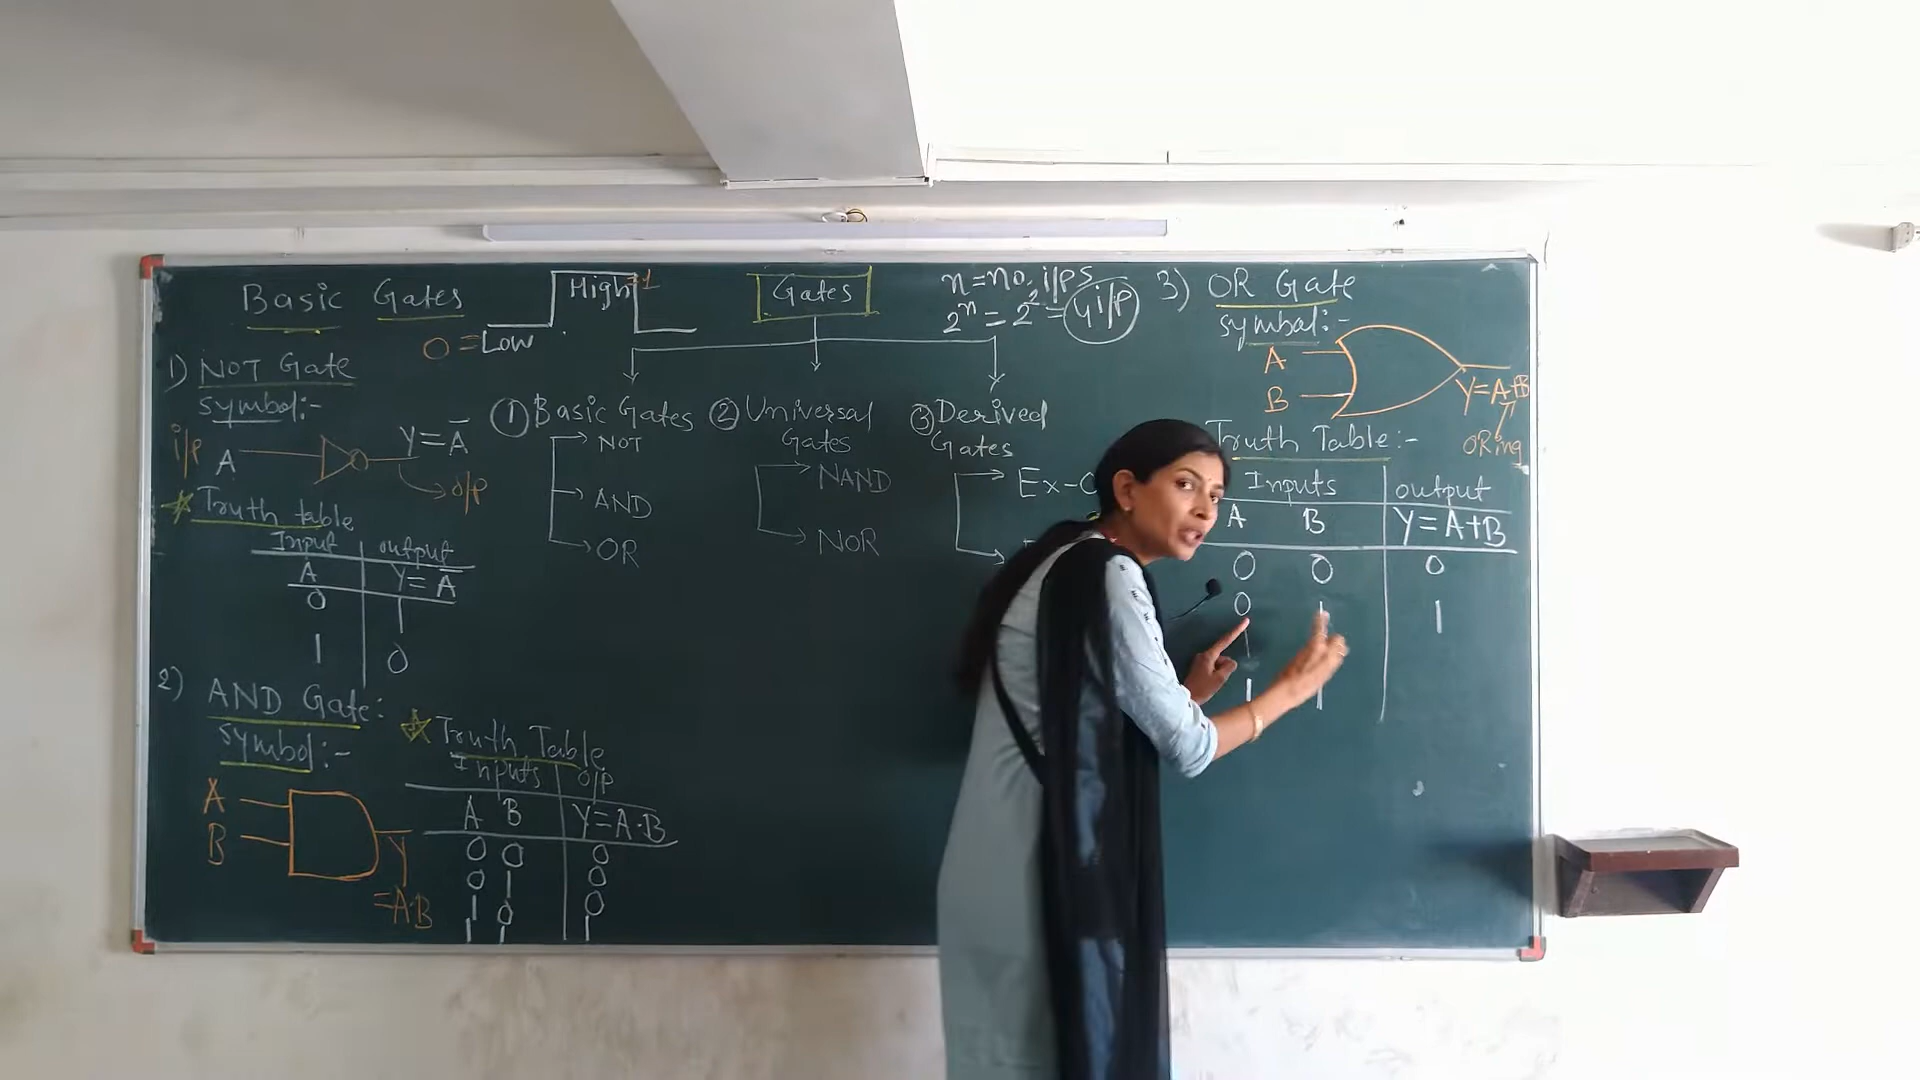 Basic Gates
High=1
0=Low
Gates
n=no. i/ps
2ⁿ = 2² = 4 i/p
1) NOT Gate
symbol:-
i/p A
Y=A̅
o/p
Truth table
Input output
A Y=A̅
0 1
1 0
2) AND Gate:
symbol:-
A
B
Y
=A·B
Truth Table
Inputs O/P
A B Y=A·B
0 0 0
0 1 0
1 0 0
1 1 1
① Basic Gates
NOT
AND
OR
② Universal
Gates
NAND
NOR
③ Derived
Gates
3) OR Gate
symbol:-
A
B
Y=A+B
ORing
Truth Table:-
Inputs output
A B Y=A+B
0 0 0
0 1 1
1
1 1